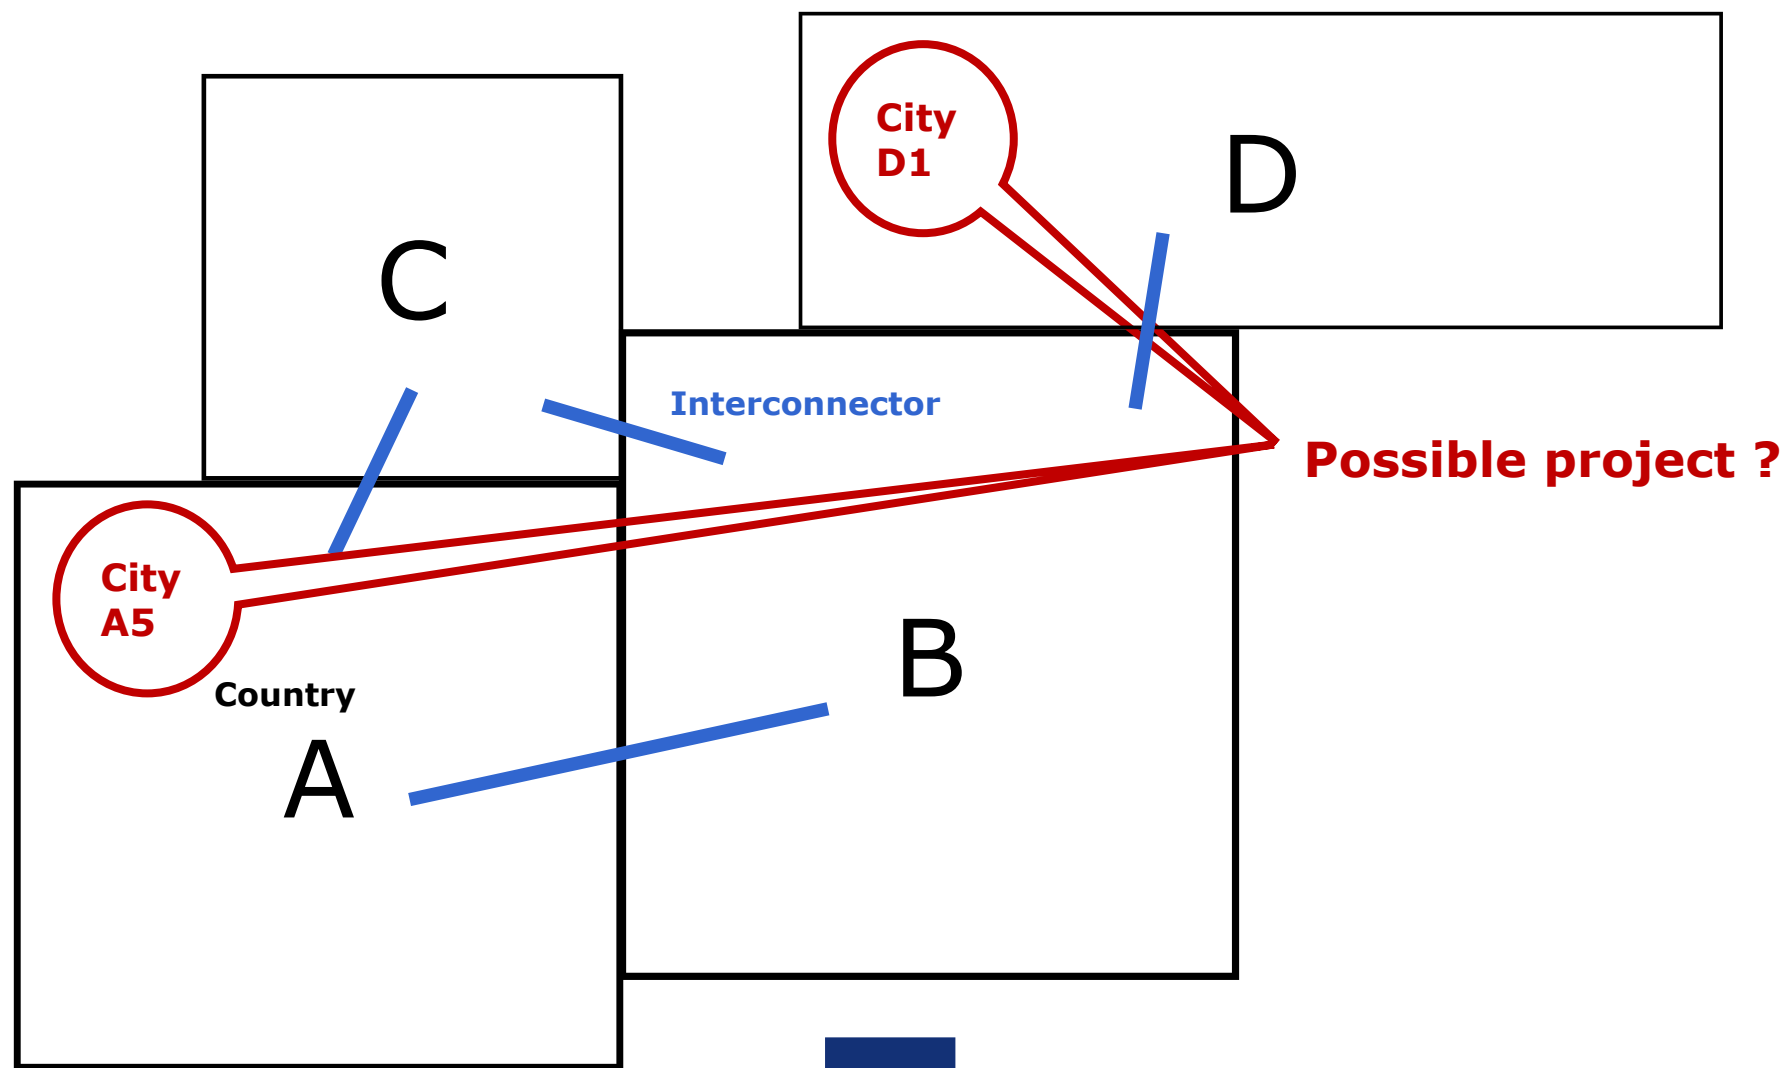 City
D1
D
C
Interconnector
Possible project ?
City
A5
B
Country
A